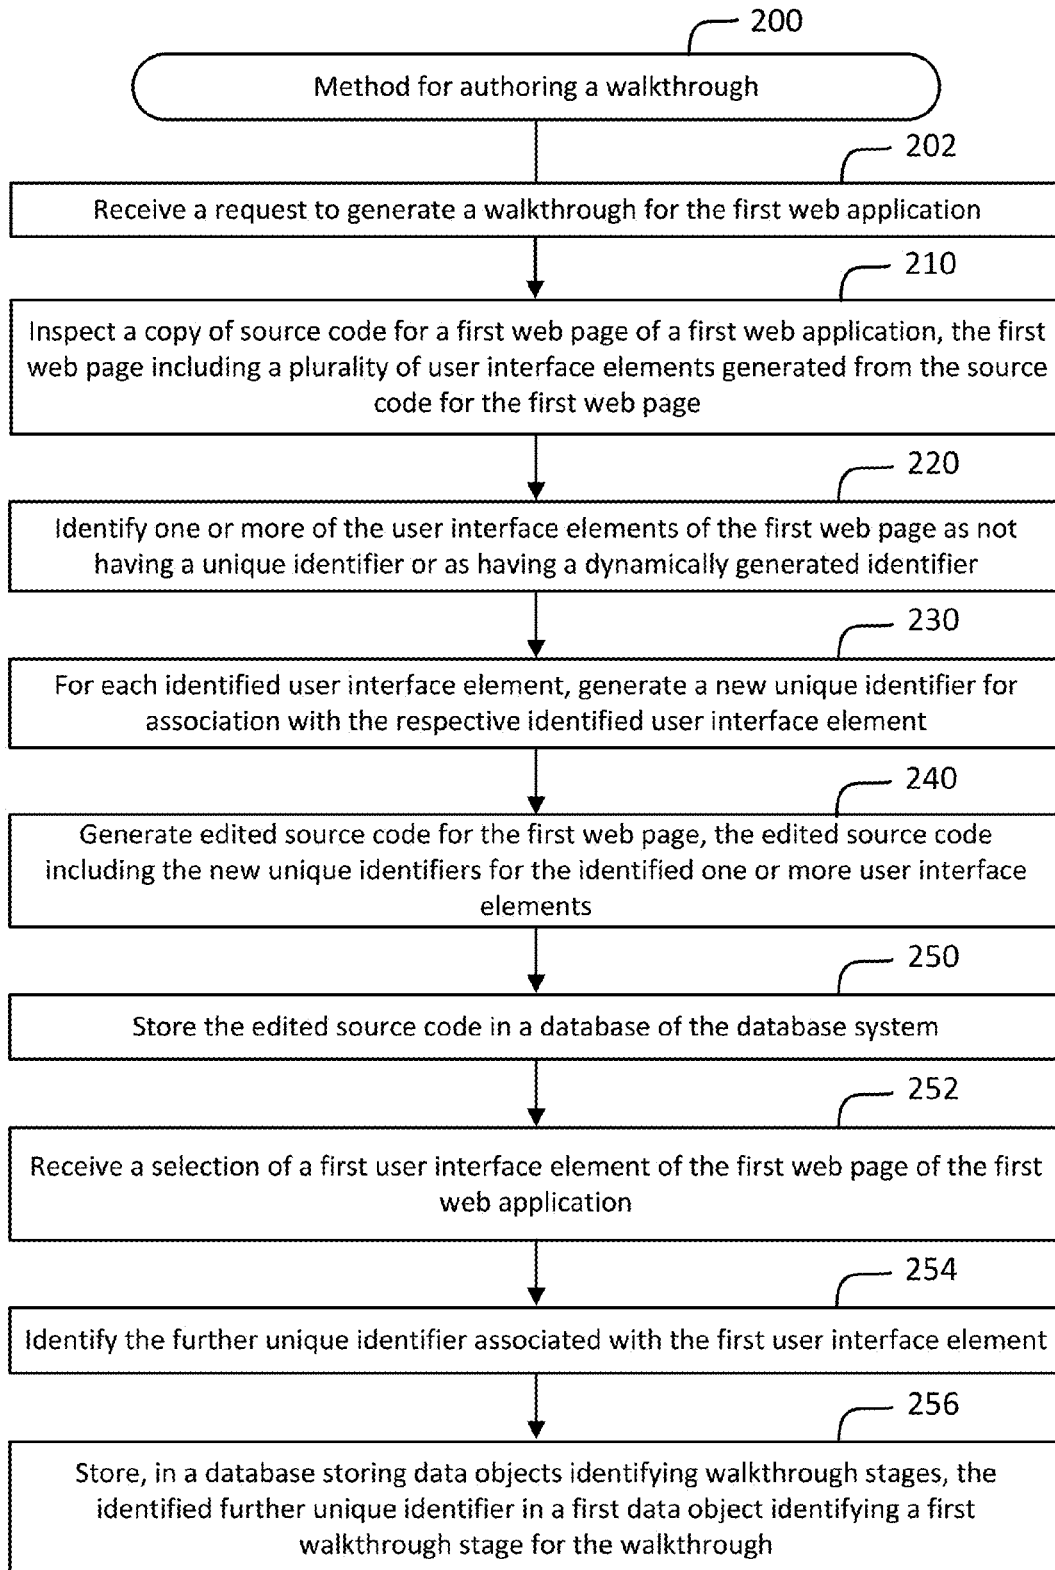 200
Method for authoring a walkthrough
202
Receive a request to generate a walkthrough for the first web application
210
Inspect a copy of source code for a first web page of a first web application, the first
web page including a plurality of user interface elements generated from the source
code for the first web page
220
Identify one or more of the user interface elements of the first web page as not
having a unique identifier or as having a dynamically generated identifier
230
For each identified user interface element, generate a new unique identifier for
association with the respective identified user interface element
240
Generate edited source code for the first web page, the edited source code
including the new unique identifiers for the identified one or more user interface
elements
250
Store the edited source code in a database of the database system
252
Receive a selection of a first user interface element of the first web page of the first
web application
254
Identify the further unique identifier associated with the first user interface element
256
Store, in a database storing data objects identifying walkthrough stages, the
identified further unique identifier in a first data object identifying a first
walkthrough stage for the walkthrough